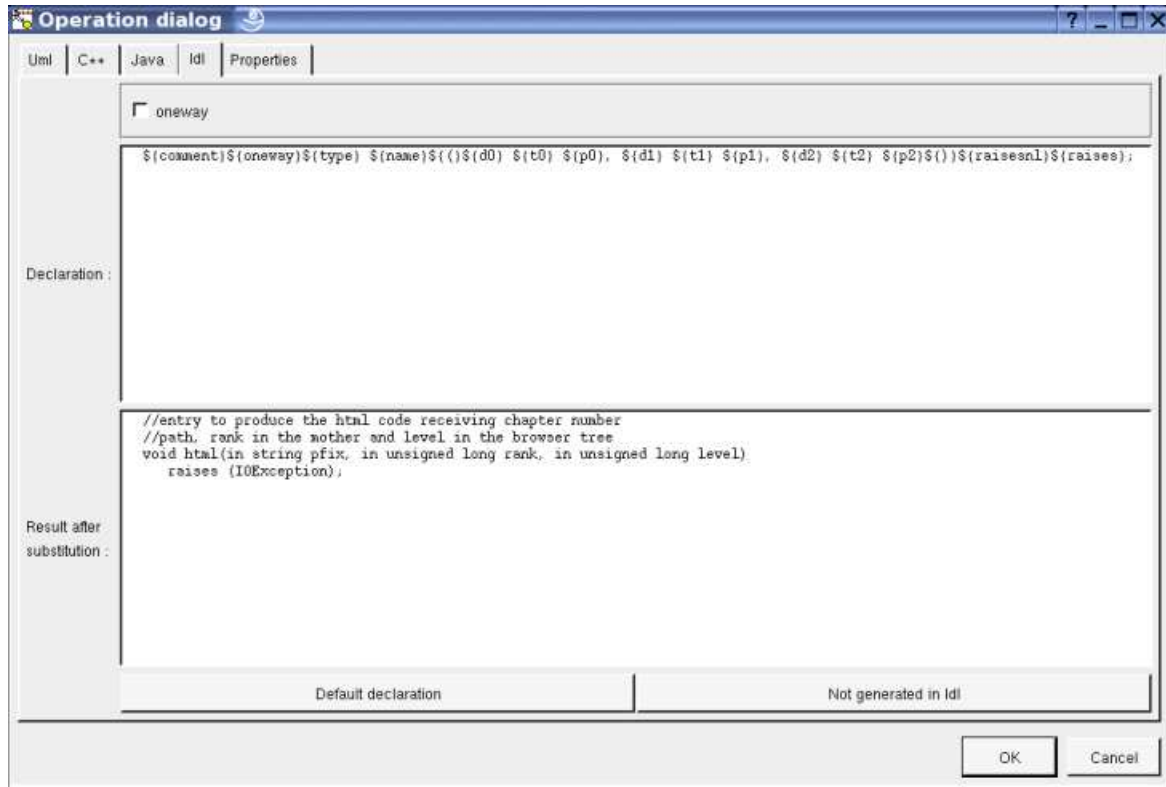 Operation dialog
Uml C++ Java Idl Properties
oneway
Declaration :
${comment}${oneway}${type} ${name}${(}${d0} ${t0} ${p0}, ${d1} ${t1} ${p1}, ${d2} ${t2} ${p2}${)}${raisesnl}${raises};
Result after
substitution :
//entry to produce the html code receiving chapter number
//path, rank in the mother and level in the browser tree
void html(in string pfix, in unsigned long rank, in unsigned long level)
raises (IOException);
Default declaration Not generated in Idl
OK Cancel